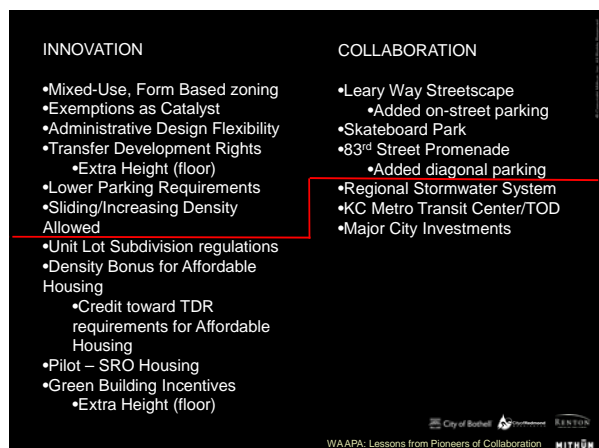 INNOVATION
•Mixed-Use, Form Based zoning
•Exemptions as Catalyst
•Administrative Design Flexibility
•Transfer Development Rights
•Extra Height (floor)
•Lower Parking Requirements
•Sliding/Increasing Density
Allowed
•Unit Lot Subdivision regulations
•Density Bonus for Affordable
Housing
•Credit toward TDR
requirements for Affordable
Housing
•Pilot – SRO Housing
•Green Building Incentives
•Extra Height (floor)
COLLABORATION
•Leary Way Streetscape
•Added on-street parking
•Skateboard Park
•83rd Street Promenade
•Added diagonal parking
•Regional Stormwater System
•KC Metro Transit Center/TOD
•Major City Investments
City of Bothell
RENTON
WAAPA: Lessons from Pioneers of Collaboration
MITHŪN